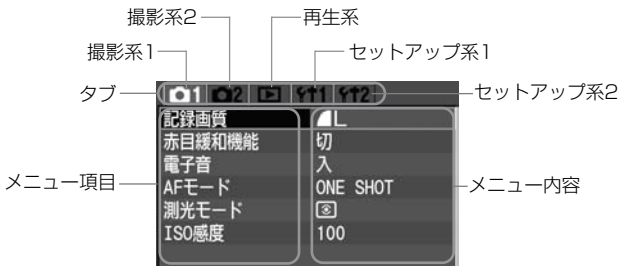 撮影系2
再生系
撮影系1
セットアップ系1
タブ
1 2 1 2
セットアップ系2
記録画質 L
赤目緩和機能 切
電子音 入
AFモード ONE SHOT
測光モード
ISO感度 100
メニュー項目
メニュー内容